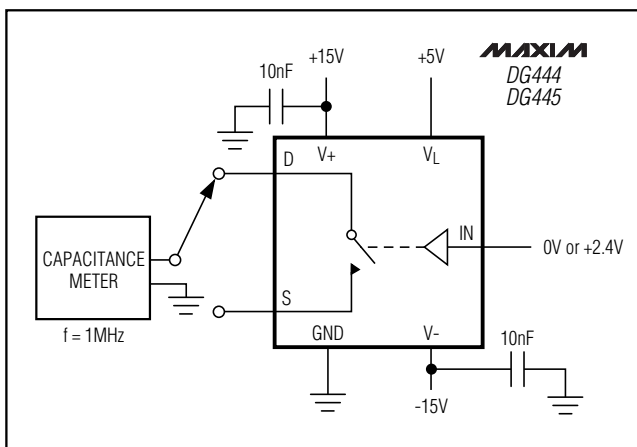 MAXIM
DG444
DG445
+15V
+5V
10nF
D
V+
VL
IN
0V or +2.4V
CAPACITANCE
METER
f = 1MHz
S
GND
V-
10nF
-15V